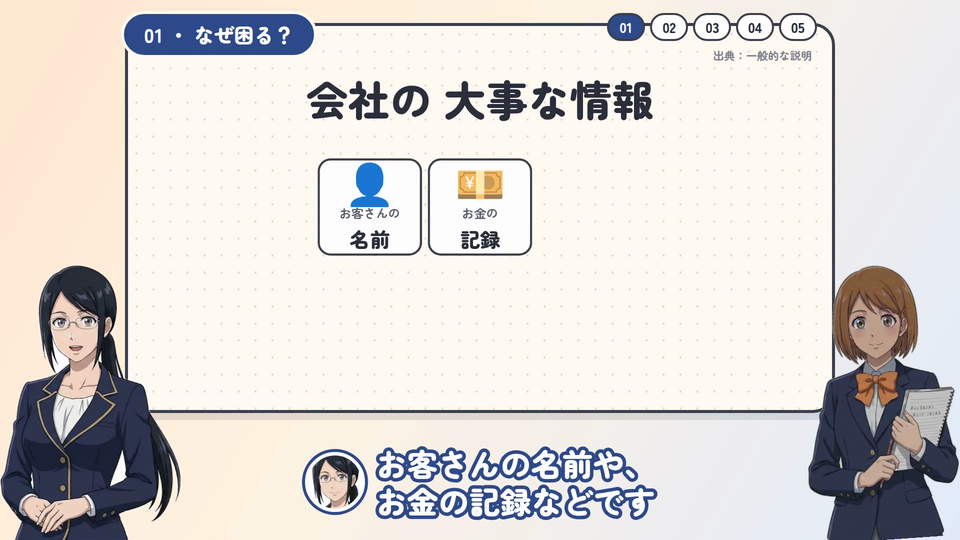 01 ・ なぜ困る？
01 02 03 04 05
出典：一般的な説明
会社の 大事な情報
お客さんの
名前
お金の
記録
お客さんの名前や、
お金の記録などです